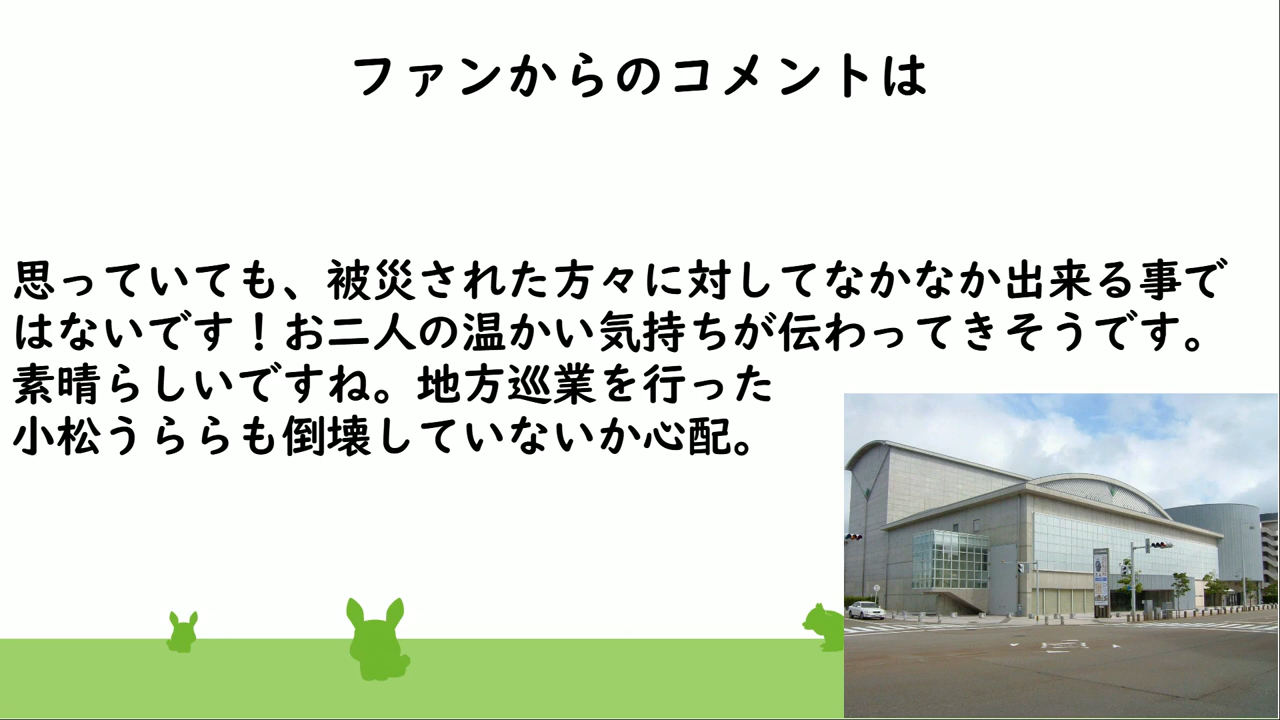 ファンからのコメントは
思っていても、被災された方々に対してなかなか出来る事で
はないです！お二人の温かい気持ちが伝わってきそうです。
素晴らしいですね。地方巡業を行った
小松うららも倒壊していないか心配。